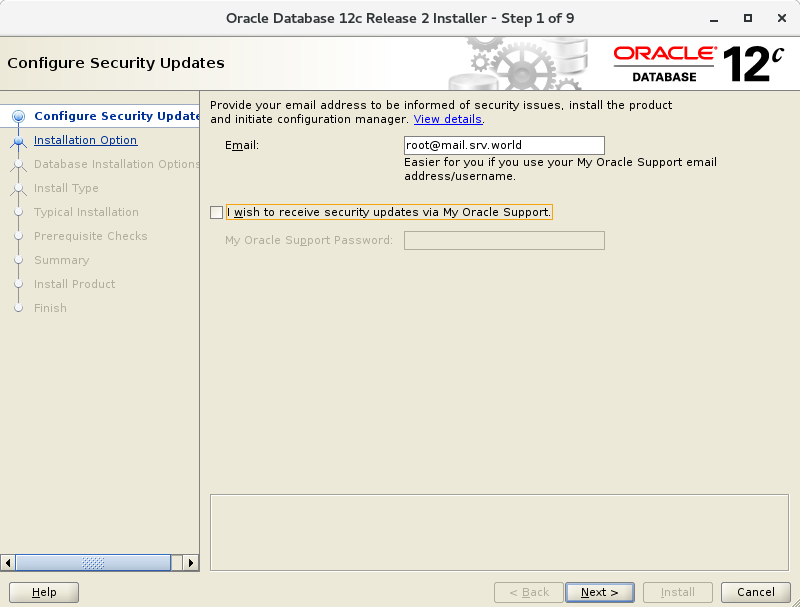 Oracle Database 12c Release 2 Installer - Step 1 of 9
Configure Security Updates
ORACLE
DATABASE
12c
Configure Security Update
Installation Option
Database Installation Options
Install Type
Typical Installation
Prerequisite Checks
Summary
Install Product
Finish
Provide your email address to be informed of security issues, install the product
and initiate configuration manager. View details.
Email:
root@mail.srv.world
Easier for you if you use your My Oracle Support email
address/username.
I wish to receive security updates via My Oracle Support.
My Oracle Support Password:
Help
< Back
Next >
Install
Cancel